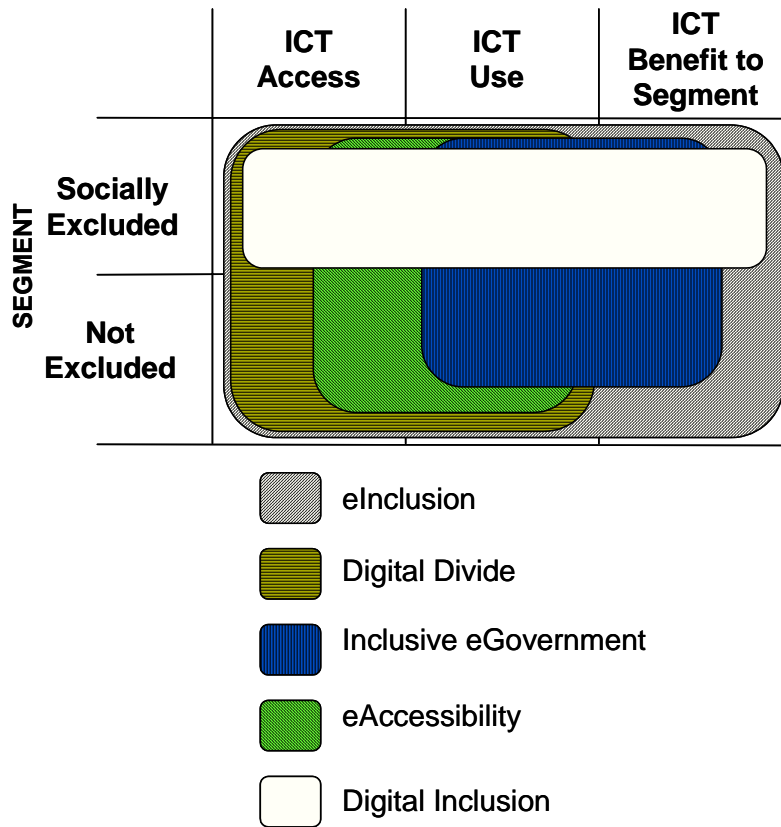 ICT
Access
ICT
Use
ICT
Benefit to
Segment
SEGMENT
Socially
Excluded
Not
Excluded
eInclusion
Digital Divide
Inclusive eGovernment
eAccessibility
Digital Inclusion